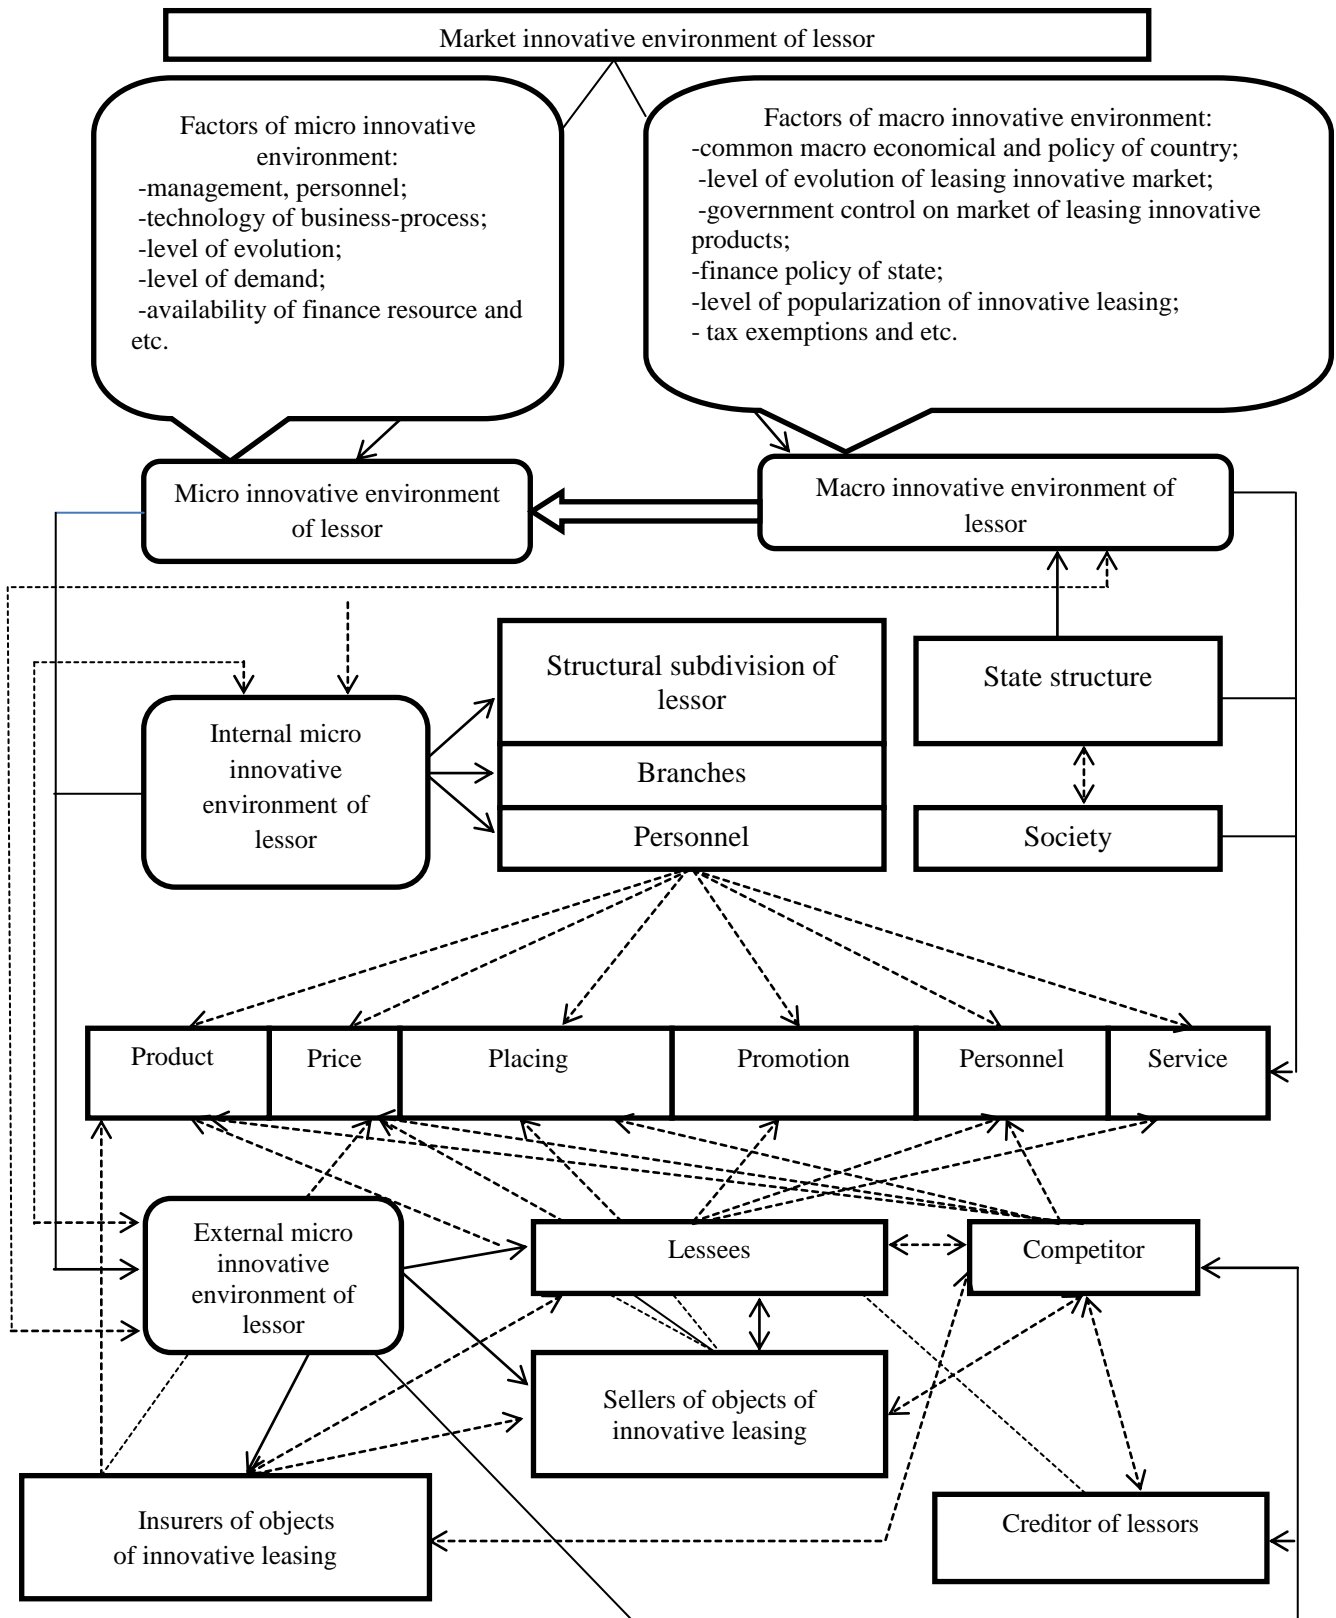 Market innovative environment of lessor
Factors of micro innovative
environment:
-management, personnel;
-technology of business-process;
-level of evolution;
-level of demand;
-availability of finance resource and
etc.
Factors of macro innovative environment:
-common macro economical and policy of country;
-level of evolution of leasing innovative market;
-government control on market of leasing innovative
products;
-finance policy of state;
-level of popularization of innovative leasing;
- tax exemptions and etc.
Micro innovative environment
of lessor
Macro innovative environment of
lessor
Structural subdivision of
lessor
State structure
Internal micro
innovative
environment of
lessor
Branches
Personnel
Society
Product
Price
Placing
Promotion
Personnel
Service
External micro
innovative
environment of
lessor
Lessees
Competitor
Sellers of objects of
innovative leasing
Insurers of objects
of innovative leasing
Creditor of lessors